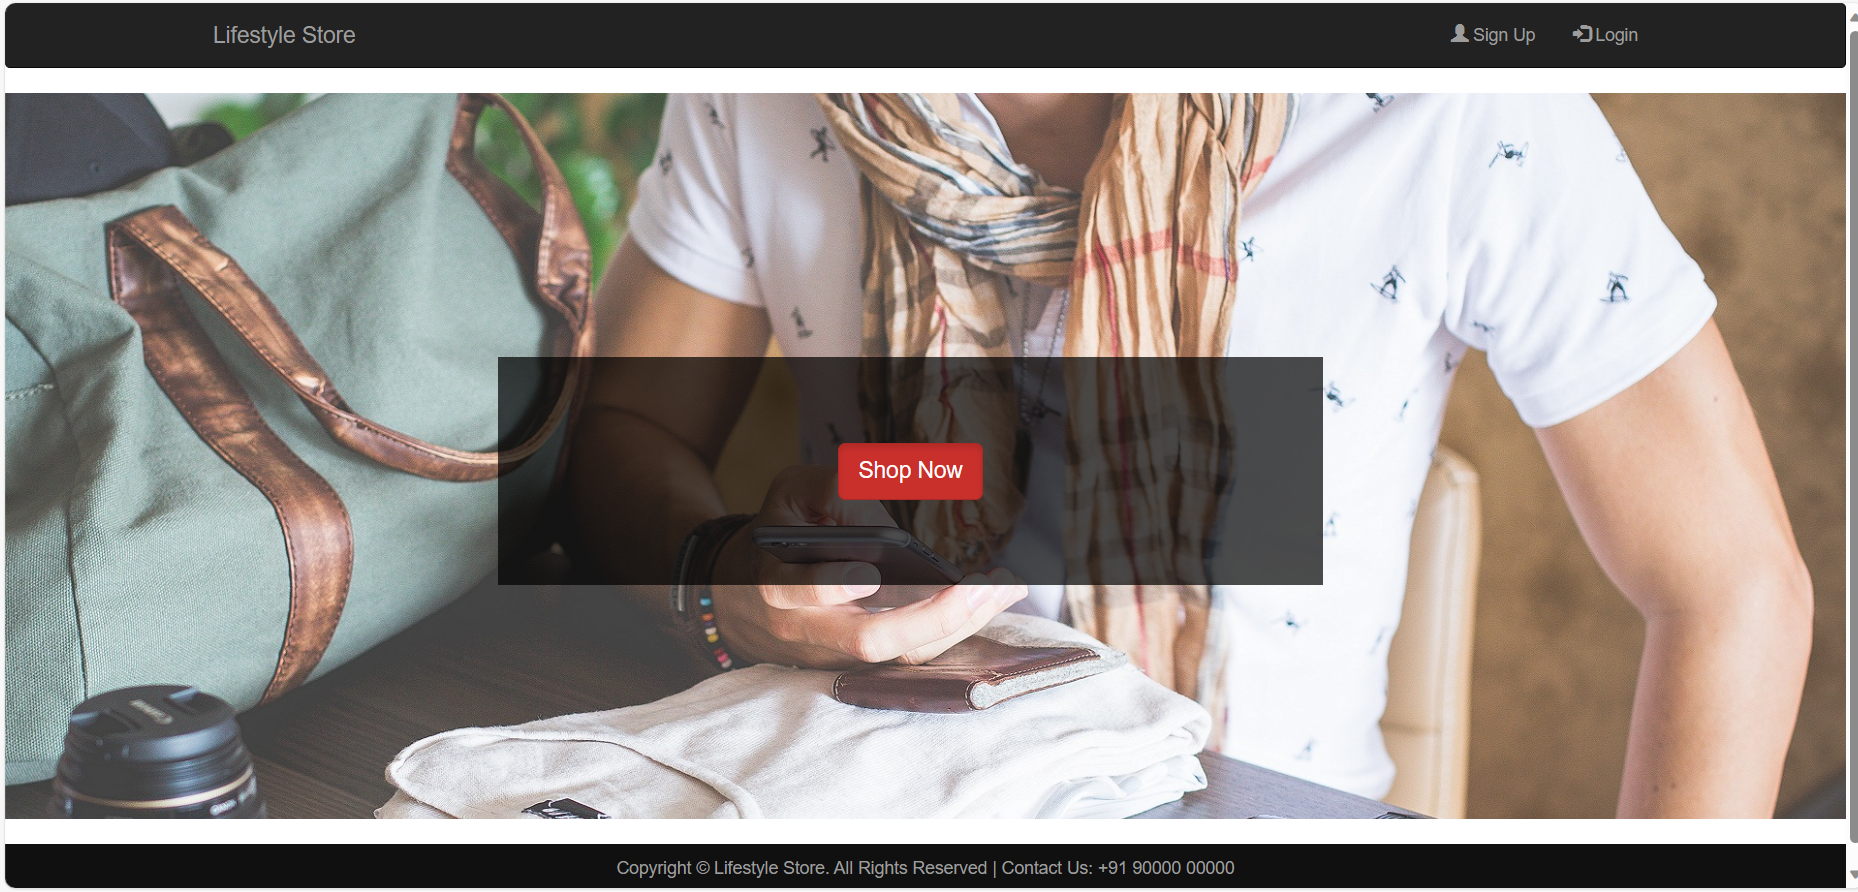 Lifestyle Store
Sign Up
Login
Shop Now
Copyright © Lifestyle Store. All Rights Reserved | Contact Us: +91 90000 00000